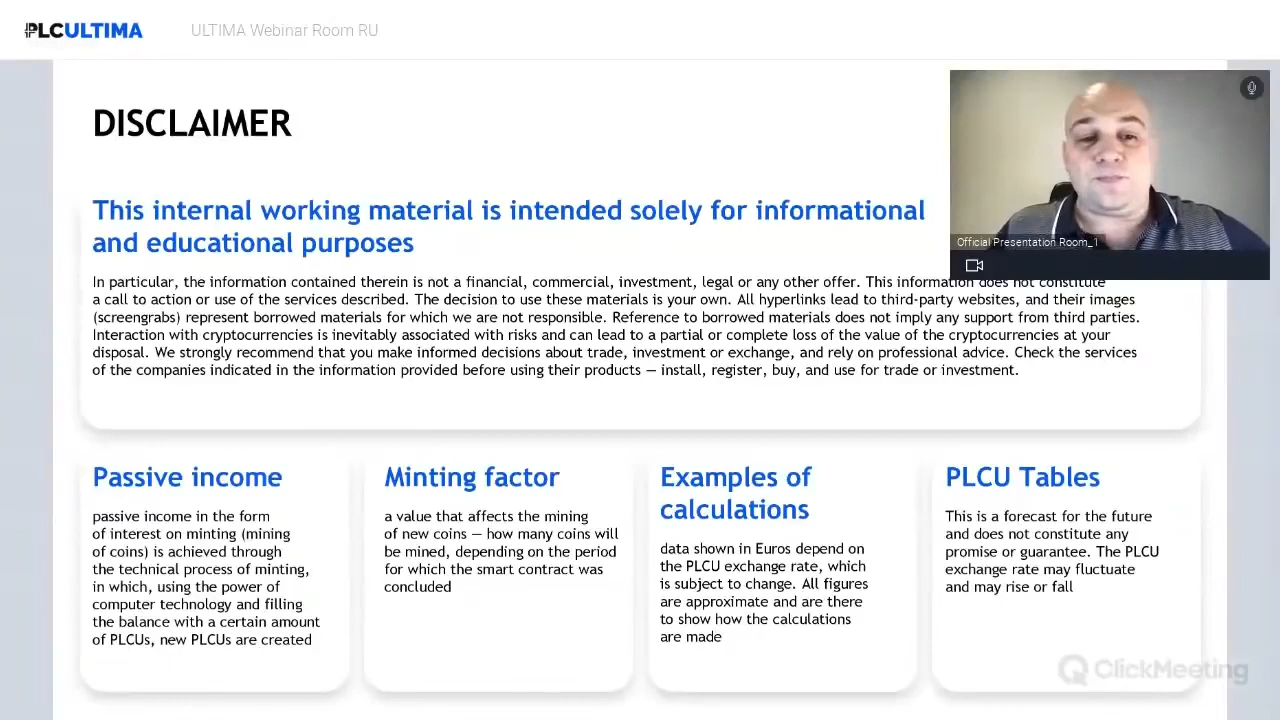 PLCULTIMA
ULTIMA Webinar Room RU
DISCLAIMER
Official Presentation Room_1
This internal working material is intended solely for informational
and educational purposes
In particular, the information contained therein is not a financial, commercial, investment, legal or any other offer. This information does not constitute
a call to action or use of the services described. The decision to use these materials is your own. All hyperlinks lead to third-party websites, and their images
(screengrabs) represent borrowed materials for which we are not responsible. Reference to borrowed materials does not imply any support from third parties.
Interaction with cryptocurrencies is inevitably associated with risks and can lead to a partial or complete loss of the value of the cryptocurrencies at your
disposal. We strongly recommend that you make informed decisions about trade, investment or exchange, and rely on professional advice. Check the services
of the companies indicated in the information provided before using their products — install, register, buy, and use for trade or investment.
Passive income
passive income in the form
of interest on minting (mining
of coins) is achieved through
the technical process of minting,
in which, using the power of
computer technology and filling
the balance with a certain amount
of PLCUs, new PLCUs are created
Minting factor
a value that affects the mining
of new coins — how many coins will
be mined, depending on the period
for which the smart contract was
concluded
Examples of
calculations
data shown in Euros depend on
the PLCU exchange rate, which
is subject to change. All figures
are approximate and are there
to show how the calculations
are made
PLCU Tables
This is a forecast for the future
and does not constitute any
promise or guarantee. The PLCU
exchange rate may fluctuate
and may rise or fall
ClickMeeting